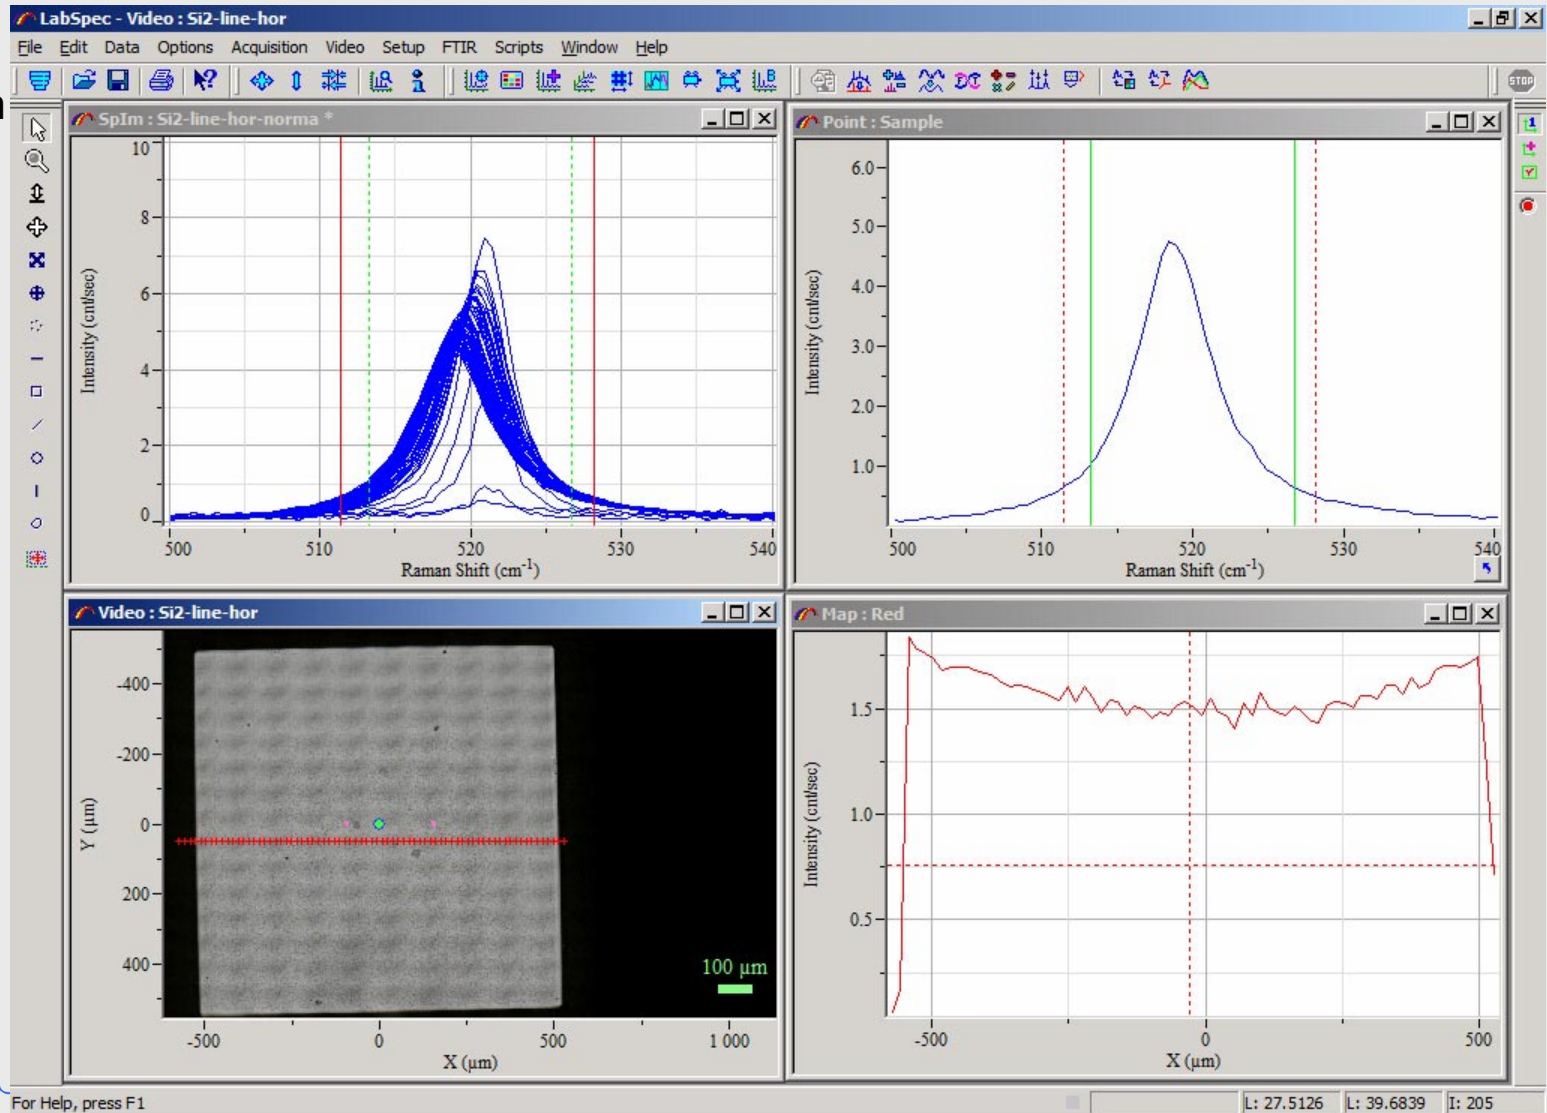 LabSpec - Video : Si2-line-hor
File Edit Data Options Acquisition Video Setup FTIR Scripts Window Help
STOP
n
SpIm : Si2-line-hor-norma *
10
8
6
4
2
0
Intensity (cnt/sec)
500 510 520 530 540
Raman Shift (cm-1)
Point : Sample
6.0
5.0
4.0
3.0
2.0
1.0
Intensity (cnt/sec)
500 510 520 530 540
Raman Shift (cm-1)
Video : Si2-line-hor
-400
-200
0
200
400
Y (µm)
100 µm
-500 0 500 1 000
X (µm)
Map : Red
1.5
1.0
0.5
Intensity (cnt/sec)
-500 0 500
X (µm)
For Help, press F1
L: 27.5126 L: 39.6839 I: 205